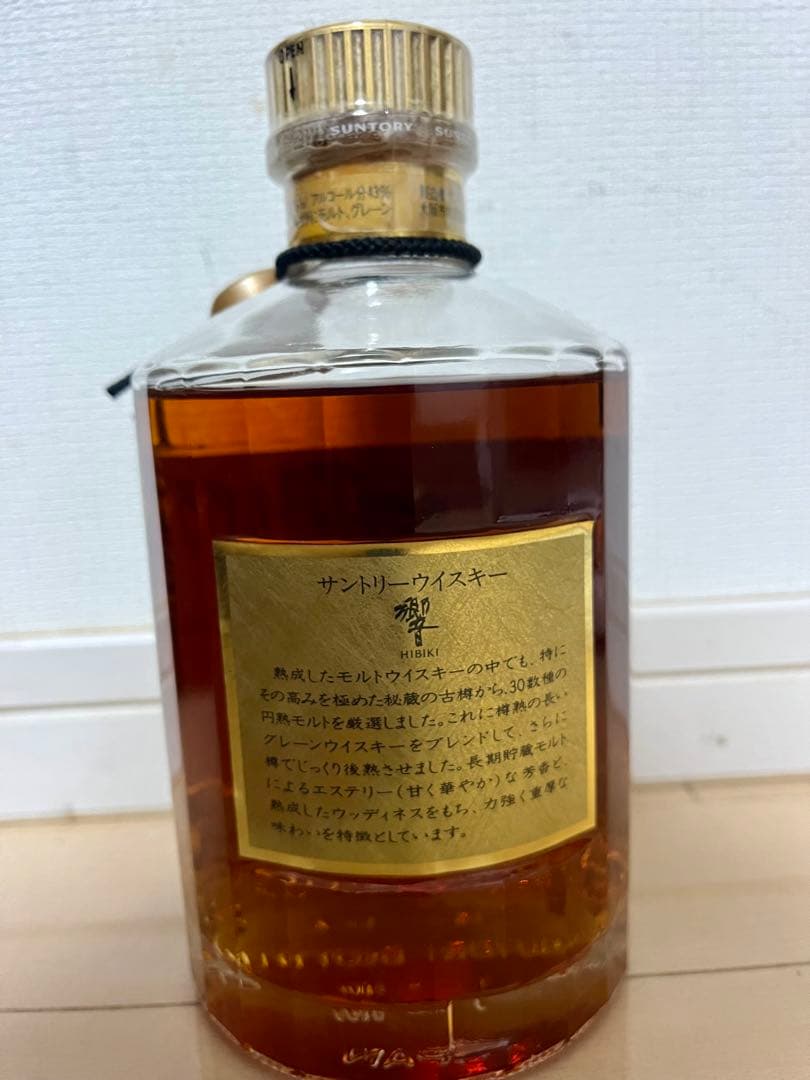 OPEN
SUNTORY
アルコール分43%
モルト、グレーン
サントリーウイスキー
響
HIBIKI
熟成したモルトウイスキーの中でも、特に
その高みを極めた秘蔵の古樽から、30数種の
円熟モルトを厳選しました。これに樽熟の長い
グレーンウイスキーをブレンドして、さらに
樽でじっくり後熟させました。長期貯蔵モルト
によるエステリー(甘く華やか)な芳香と、
熟成したウッディネスをもち、力強く重厚な
味わいを特徴としています。